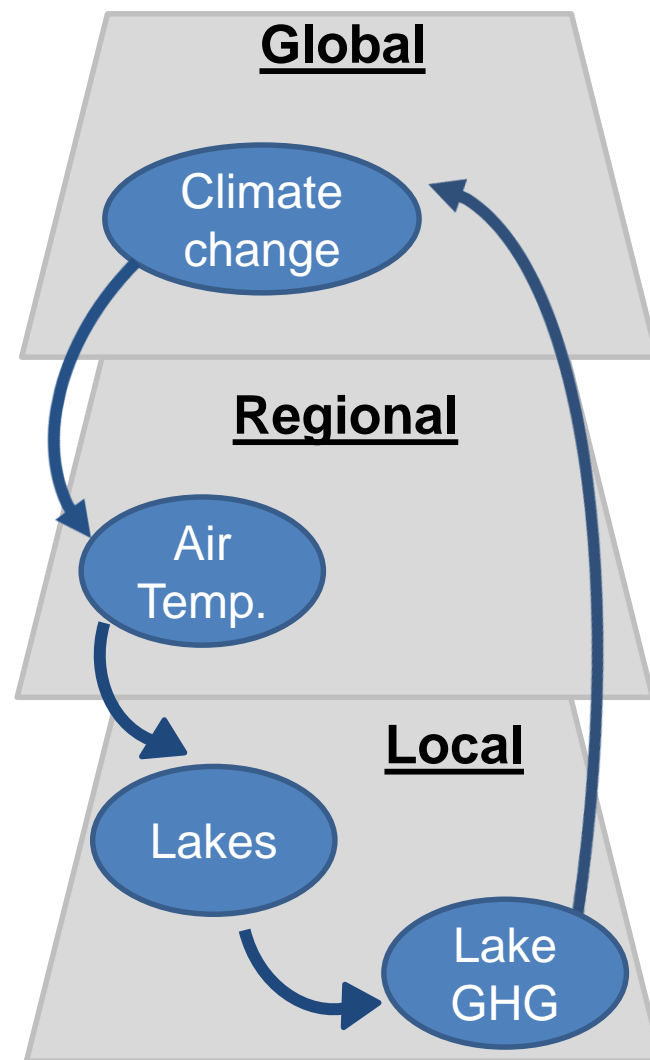 Global
Climate
change
Regional
Air
Temp.
Local
Lakes
Lake
GHG